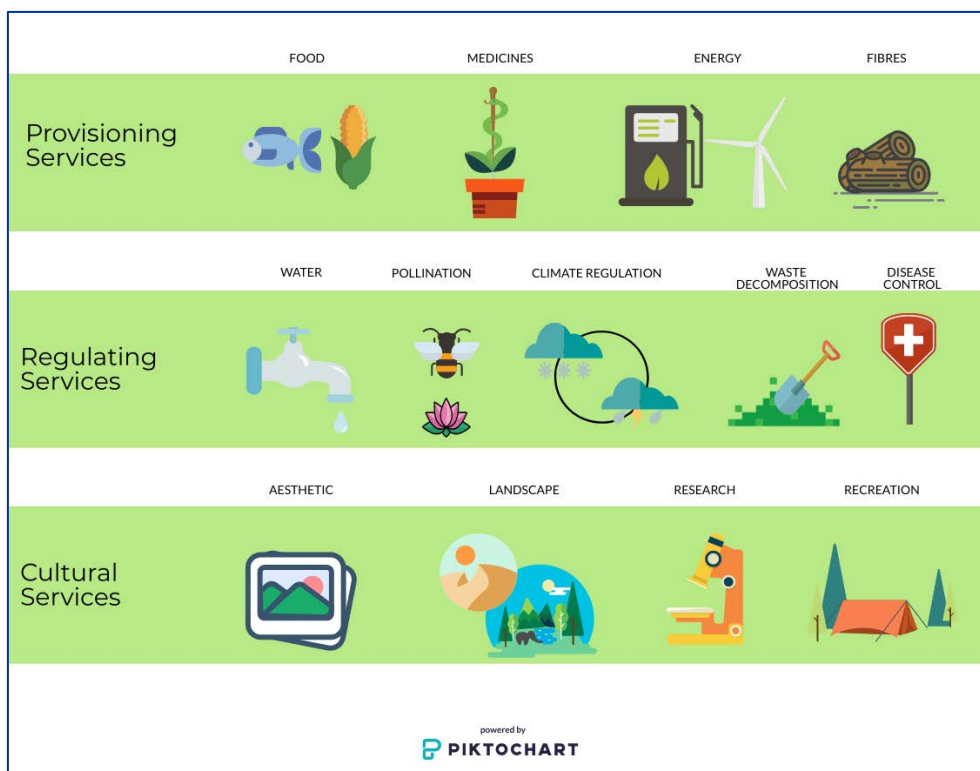 FOOD
MEDICINES
ENERGY
FIBRES
Provisioning
Services
WATER
POLLINATION
CLIMATE REGULATION
WASTE
DECOMPOSITION
DISEASE
CONTROL
Regulating
Services
AESTHETIC
LANDSCAPE
RESEARCH
RECREATION
Cultural
Services
powered by
PIKTOCHART